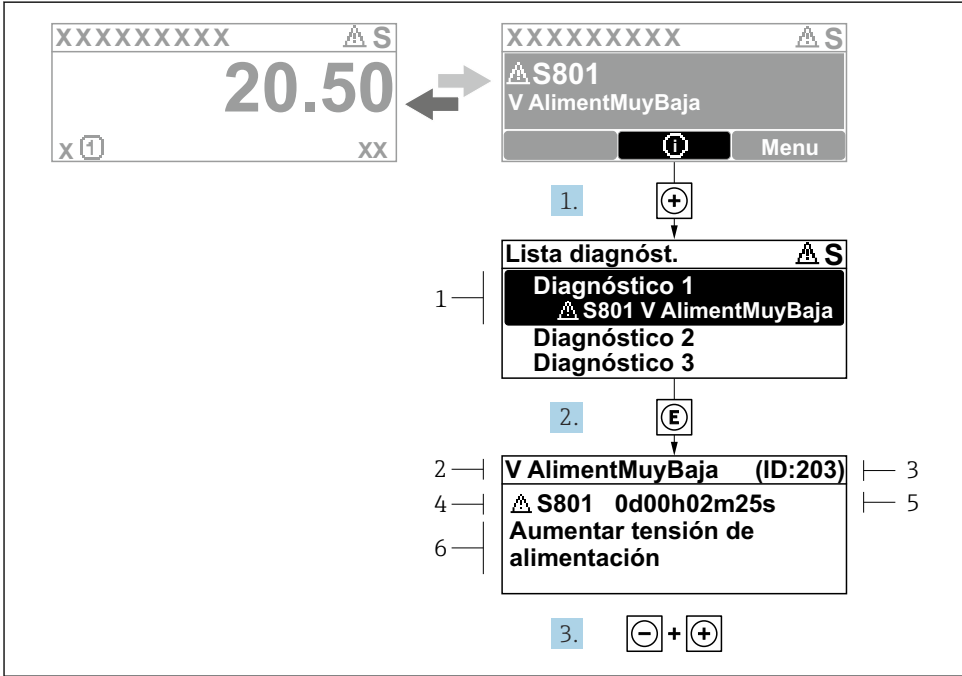 XXXXXXXXX ⚠ S
20.50
x ① xx
XXXXXXXXX ⚠ S
⚠ S801
V AlimentMuyBaja
ⓘ Menu
1. ⊕
Lista diagnóst. ⚠ S
1 Diagnóstico 1
⚠ S801 V AlimentMuyBaja
Diagnóstico 2
Diagnóstico 3
2. Ⓔ
2 V AlimentMuyBaja (ID:203) 3
4 ⚠ S801 0d00h02m25s 5
6 Aumentar tensión de
alimentación
3. ⊖ + ⊕